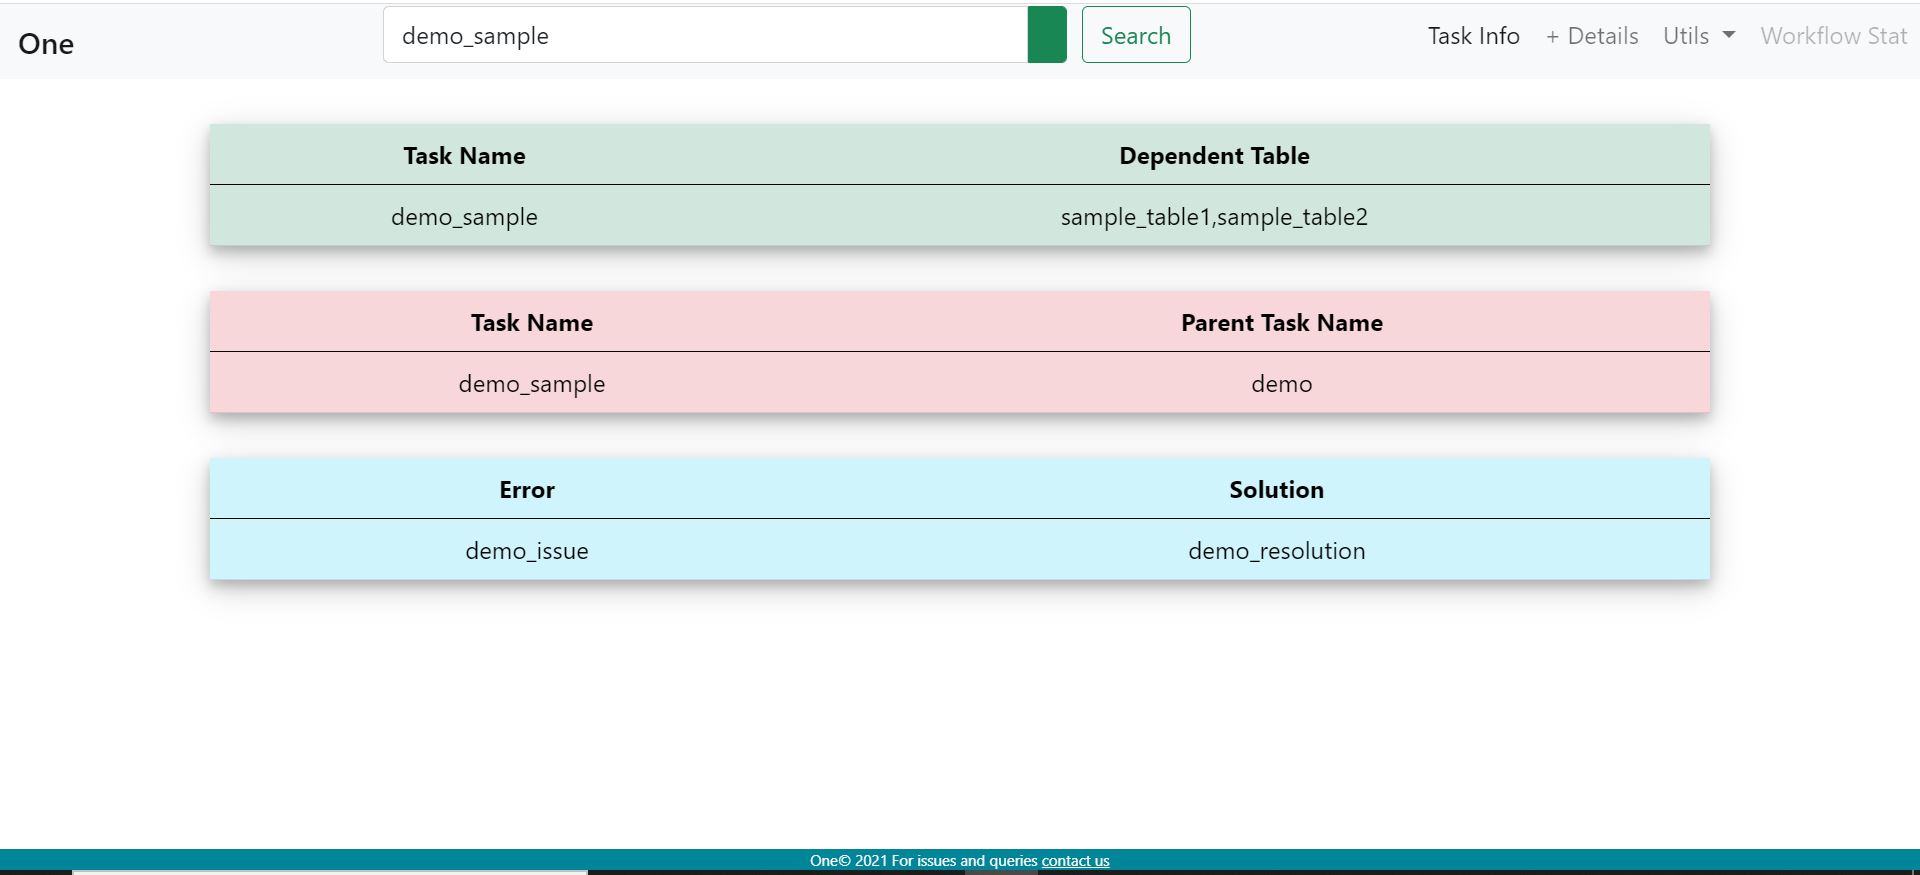 One demo_sample Search Task Info + Details Utils Workflow Stat
Task Name Dependent Table
demo_sample sample_table1,sample_table2
Task Name Parent Task Name
demo_sample demo
Error Solution
demo_issue demo_resolution
One© 2021 For issues and queries contact us